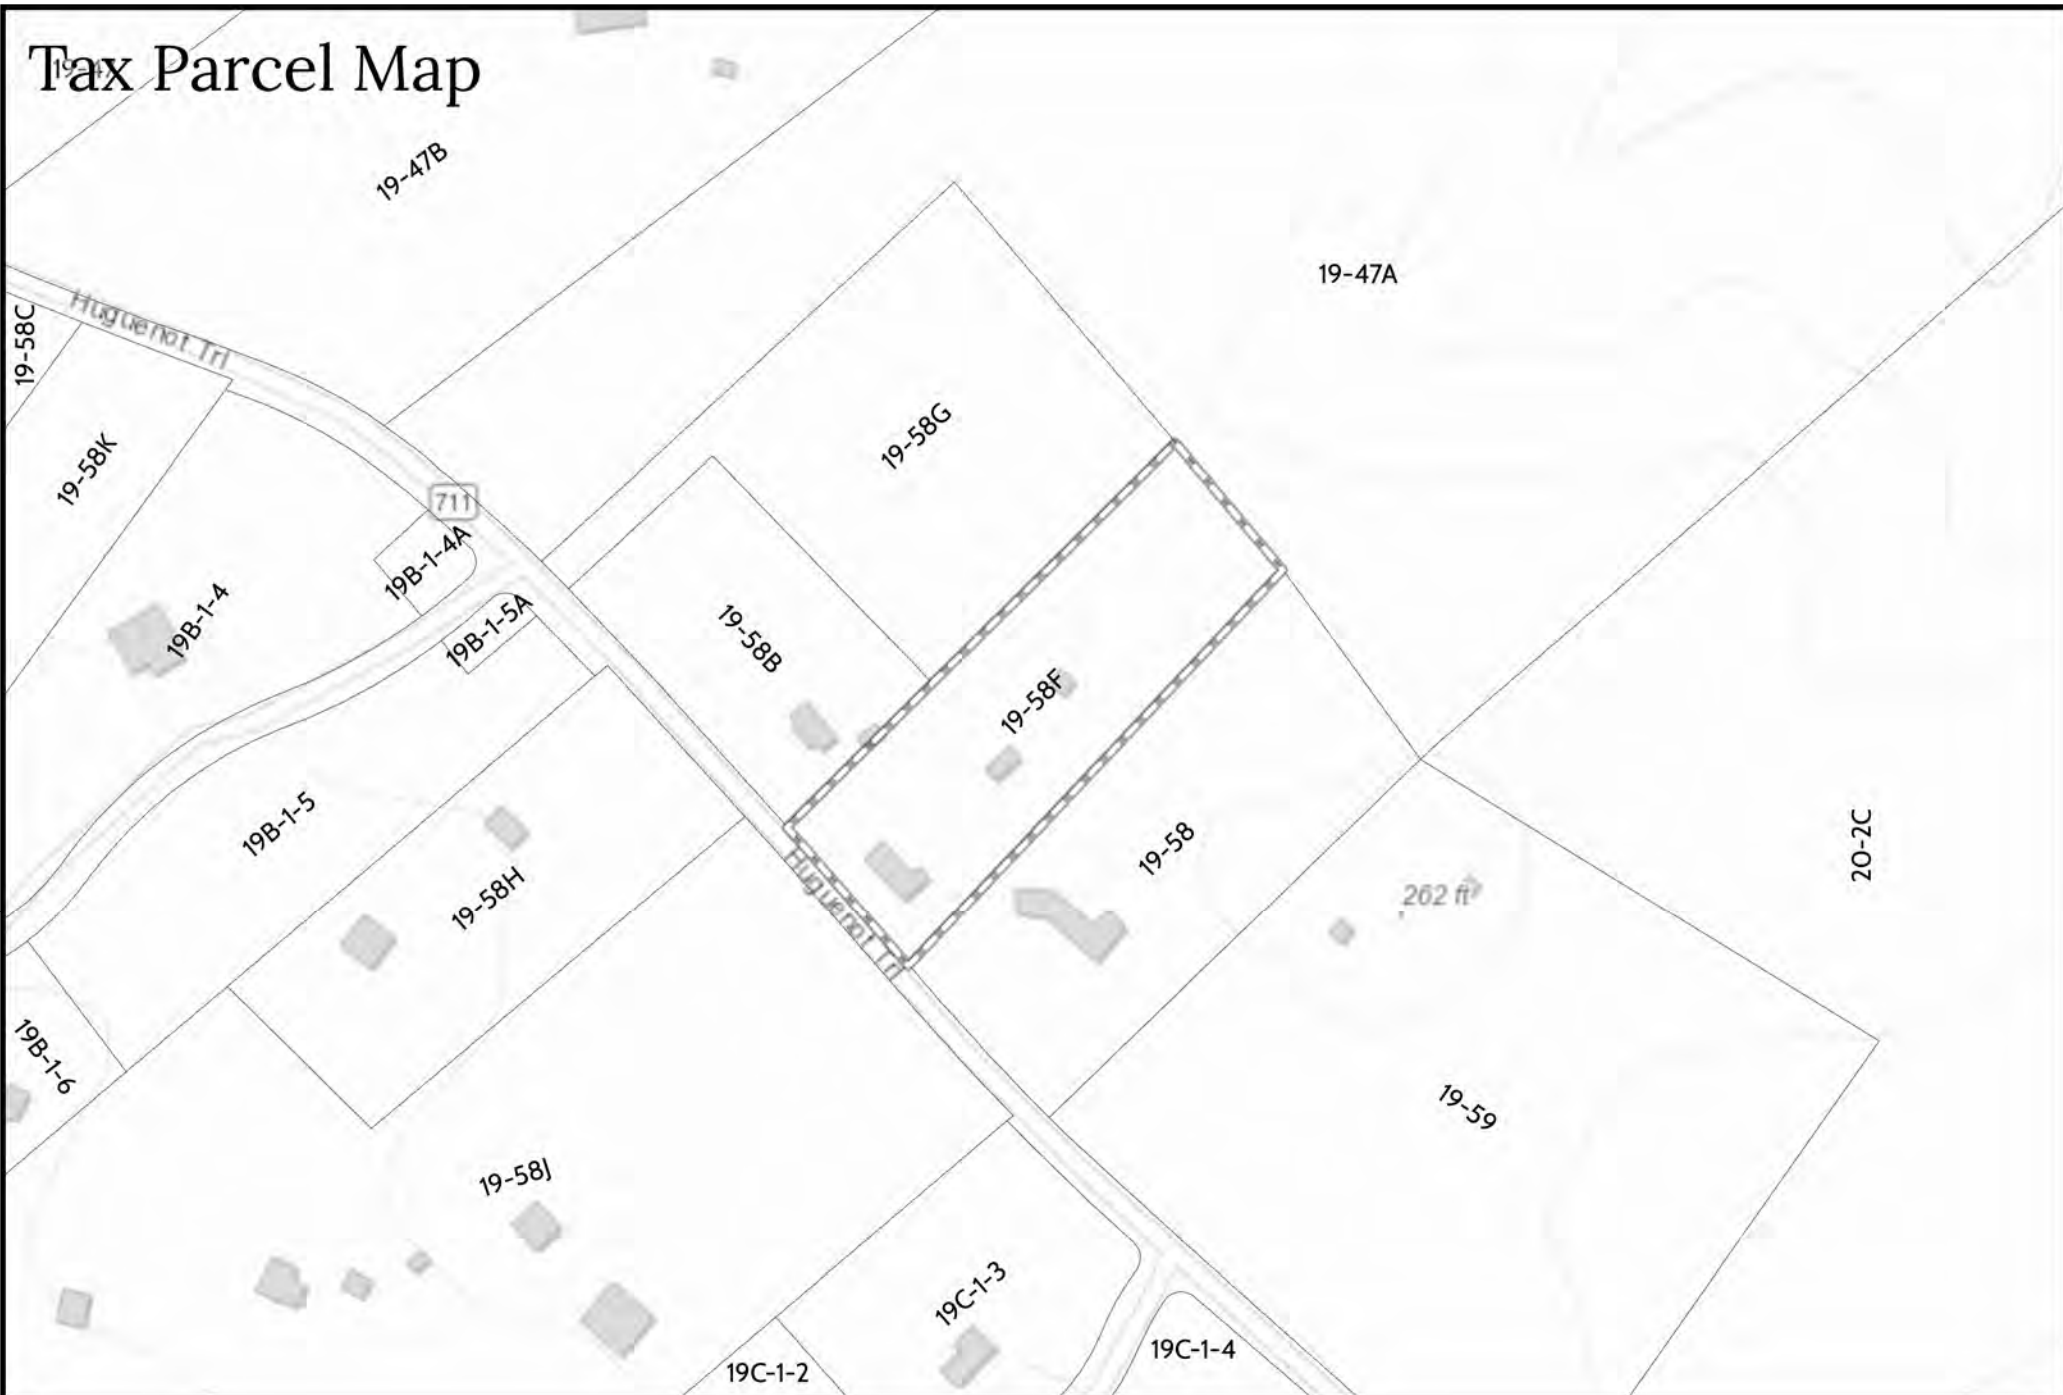 Tax Parcel Map
19-47
19-47B
19-47A
Huguenot Trl
19-58C
19-58K
19-58G
711
19B-1-4A
19B-1-4
19B-1-5A
19-58B
19-58F
19B-1-5
19-58H
Huguenot Trl
19-58
262 ft
20-2C
19B-1-6
19-59
19-58J
19C-1-3
19C-1-2
19C-1-4